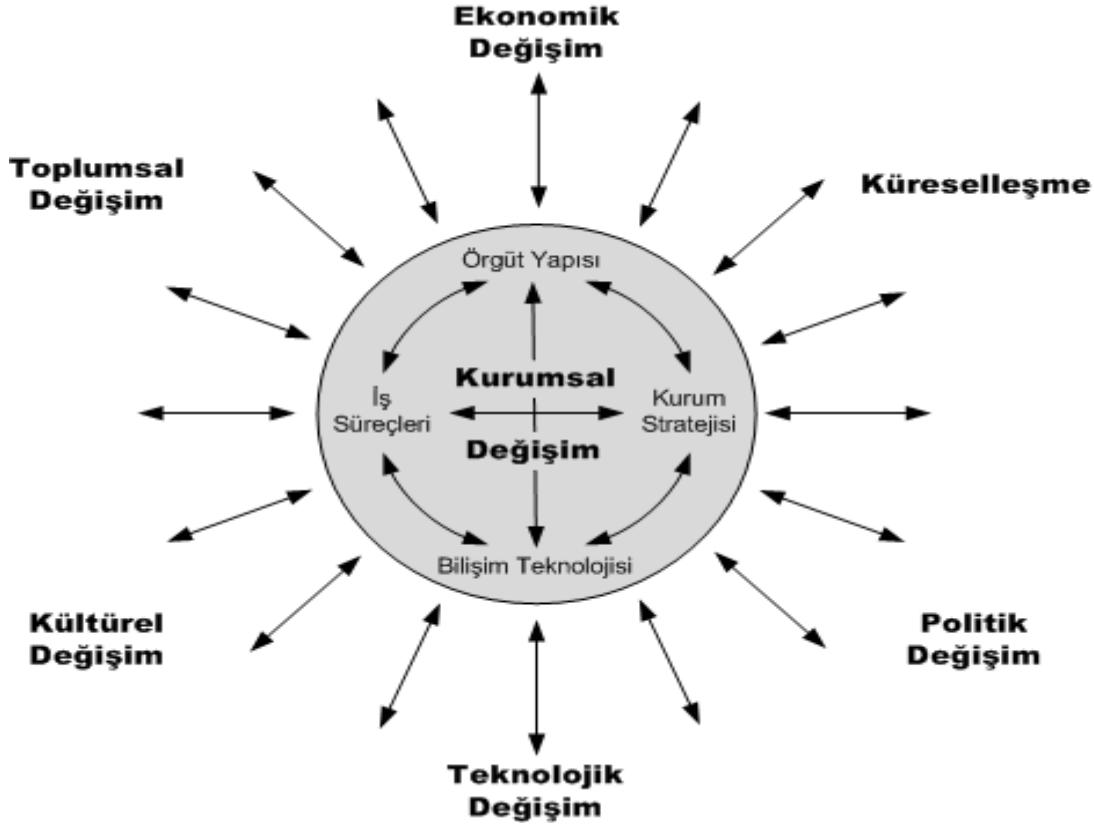 Ekonomik
Değişim
Toplumsal
Değişim
Küreselleşme
Örgüt Yapısı
Kurumsal
İş
Süreçleri
Kurum
Stratejisi
Değişim
Bilişim Teknolojisi
Kültürel
Değişim
Politik
Değişim
Teknolojik
Değişim